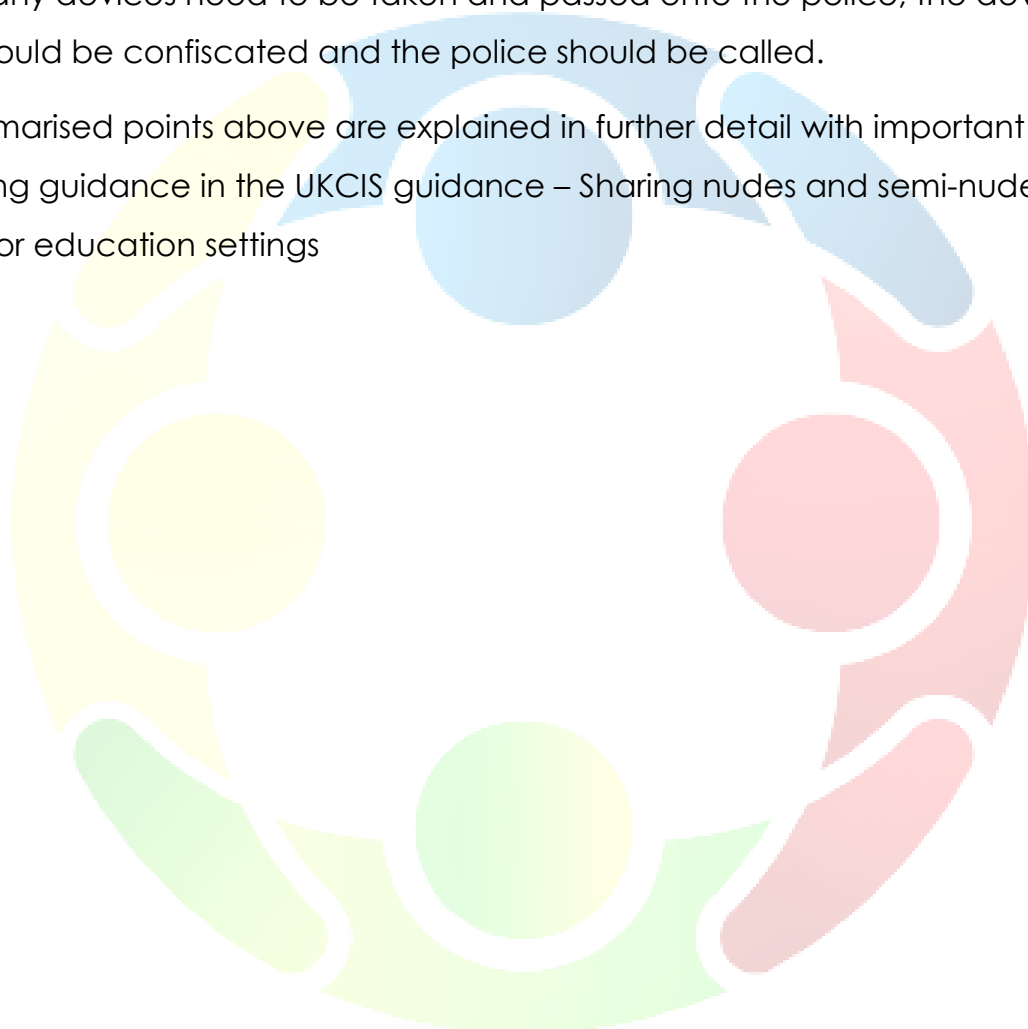 any devices need to be taken and passed onto the police, the
ould be confiscated and the police should be called.
marised points above are explained in further detail with important
ng guidance in the UKCIS guidance – Sharing nudes and semi-nude
or education settings